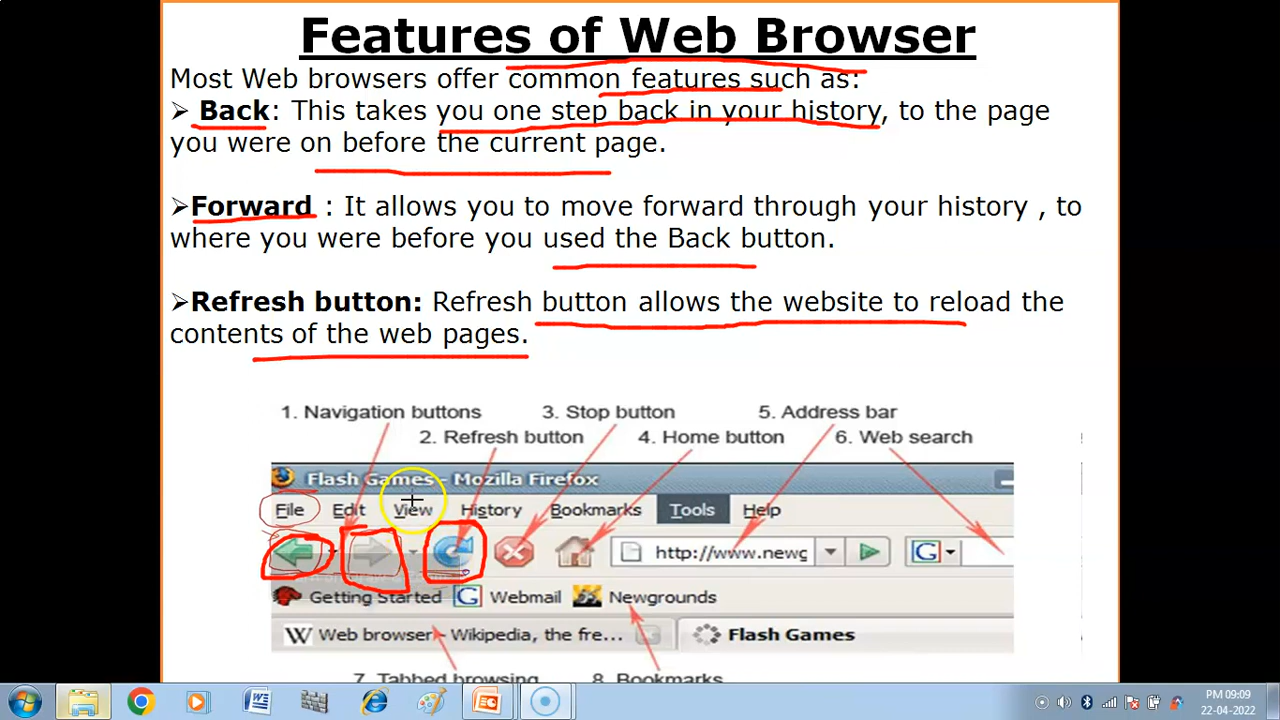 Features of Web Browser
Most Web browsers offer common features such as:
➢ Back: This takes you one step back in your history, to the page
you were on before the current page.
➢Forward : It allows you to move forward through your history , to
where you were before you used the Back button.
➢Refresh button: Refresh button allows the website to reload the
contents of the web pages.
1. Navigation buttons 3. Stop button 5. Address bar
2. Refresh button 4. Home button 6. Web search
Flash Games - Mozilla Firefox
File Edit View History Bookmarks Tools Help
http://www.newg G
Getting Started G Webmail Newgrounds
W Web browser - Wikipedia, the fre... Flash Games
7. Tabbed browsing 8. Bookmarks
PM 09:09
22-04-2022